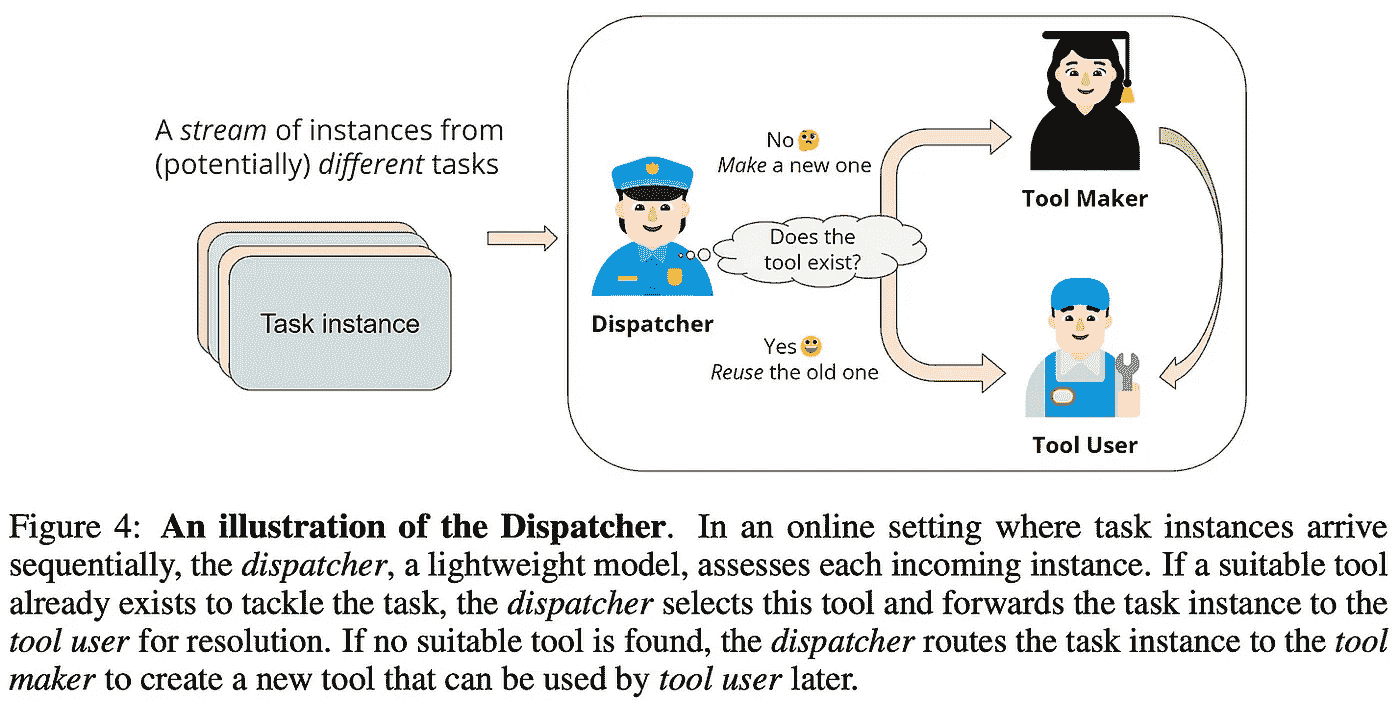 A stream of instances from
(potentially) different tasks
Task instance
Dispatcher
Does the
tool exist?
No
Make a new one
Yes
Reuse the old one
Tool Maker
Tool User
Figure 4: An illustration of the Dispatcher. In an online setting where task instances arrive
sequentially, the dispatcher, a lightweight model, assesses each incoming instance. If a suitable tool
already exists to tackle the task, the dispatcher selects this tool and forwards the task instance to the
tool user for resolution. If no suitable tool is found, the dispatcher routes the task instance to the tool
maker to create a new tool that can be used by tool user later.